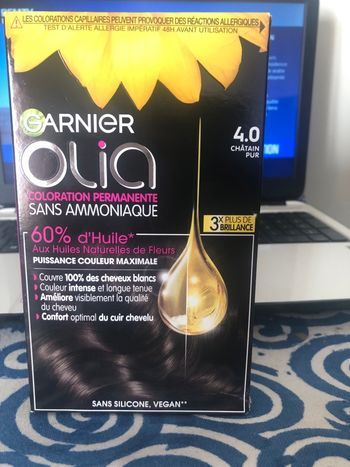 LES COLORATIONS CAPILLAIRES PEUVENT PROVOQUER DES RÉACTIONS ALLERGIQUES
TEST D'ALERTE ALLERGIE IMPÉRATIF 48H AVANT UTILISATION
GARNIER
OLIA
4.0
CHÂTAIN
PUR
COLORATION PERMANENTE
SANS AMMONIAQUE
3X PLUS DE
BRILLANCE
60% d'Huile*
Aux Huiles Naturelles de Fleurs
PUISSANCE COULEUR MAXIMALE
Couvre 100% des cheveux blancs
Couleur intense et longue tenue
Améliore visiblement la qualité
du cheveu
Confort optimal du cuir chevelu
SANS SILICONE, VEGAN**